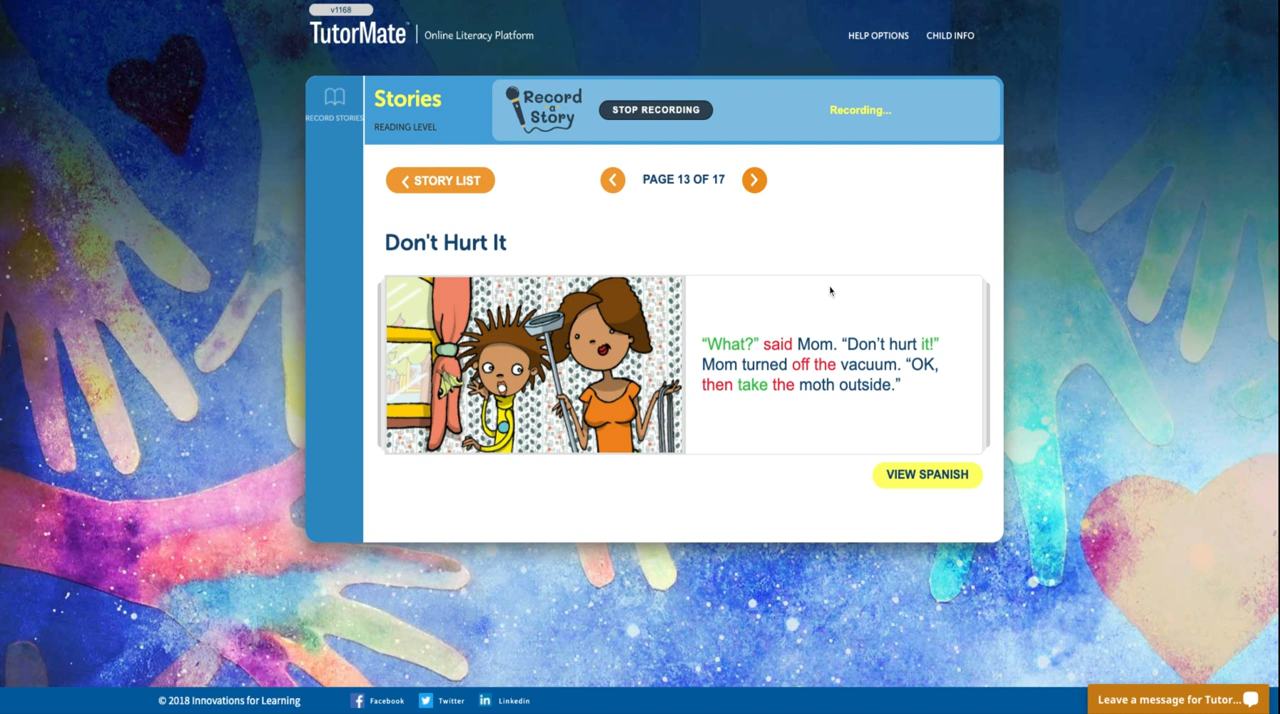 v1168
TutorMate™ Online Literacy Platform
HELP OPTIONS CHILD INFO
RECORD STORIES
Stories
READING LEVEL
Record
a
Story
STOP RECORDING
Recording...
STORY LIST
PAGE 13 OF 17
Don't Hurt It
“What?” said Mom. “Don’t hurt it!”
Mom turned off the vacuum. “OK,
then take the moth outside.”
VIEW SPANISH
© 2018 Innovations for Learning
Facebook
Twitter
Linkedin
Leave a message for Tutor...